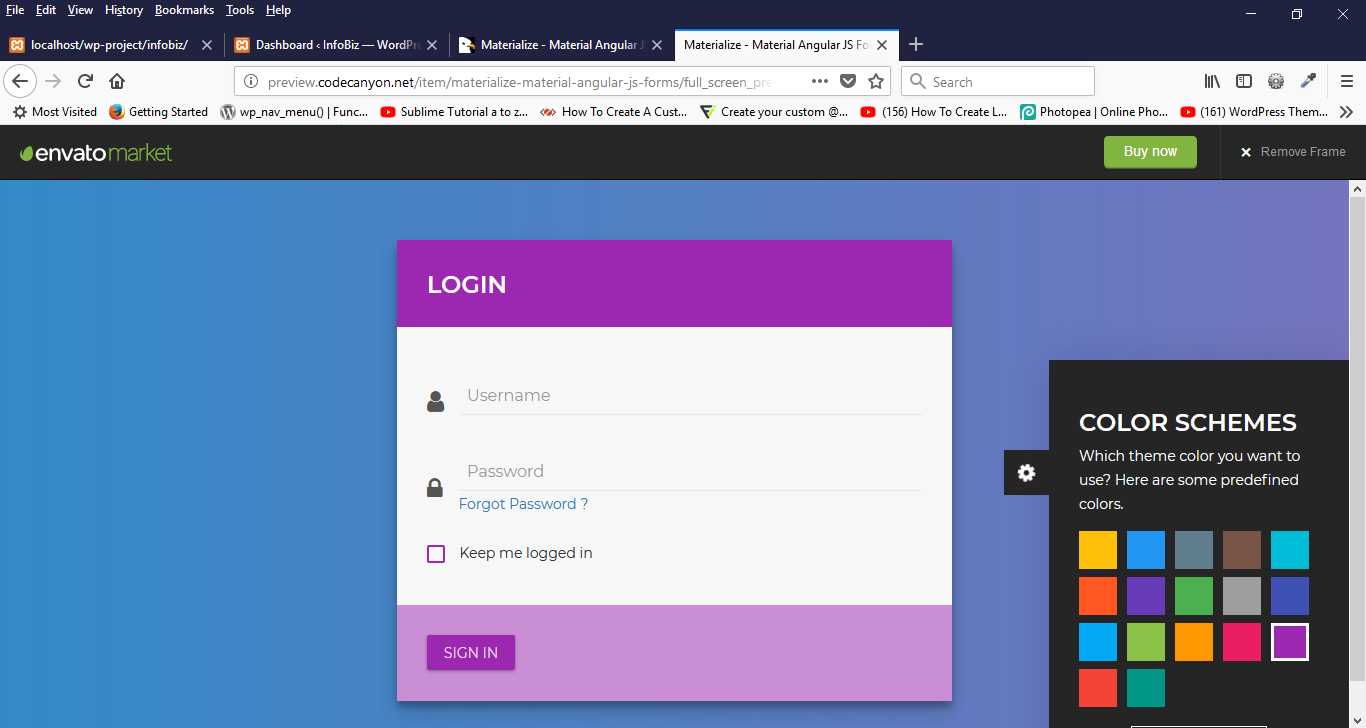 File Edit View History Bookmarks Tools Help
localhost/wp-project/infobiz/
Dashboard ‹ InfoBiz — WordPr
Materialize - Material Angular J
Materialize - Material Angular JS Fo
preview.codecanyon.net/item/materialize-material-angular-js-forms/full_screen_pre
Search
Most Visited
Getting Started
wp_nav_menu() | Func...
Sublime Tutorial a to z...
How To Create A Cust...
Create your custom @...
(156) How To Create L...
Photopea | Online Pho...
(161) WordPress Them...
envatomarket
Buy now
Remove Frame
LOGIN
Username
Password
Forgot Password ?
Keep me logged in
SIGN IN
COLOR SCHEMES
Which theme color you want to
use? Here are some predefined
colors.